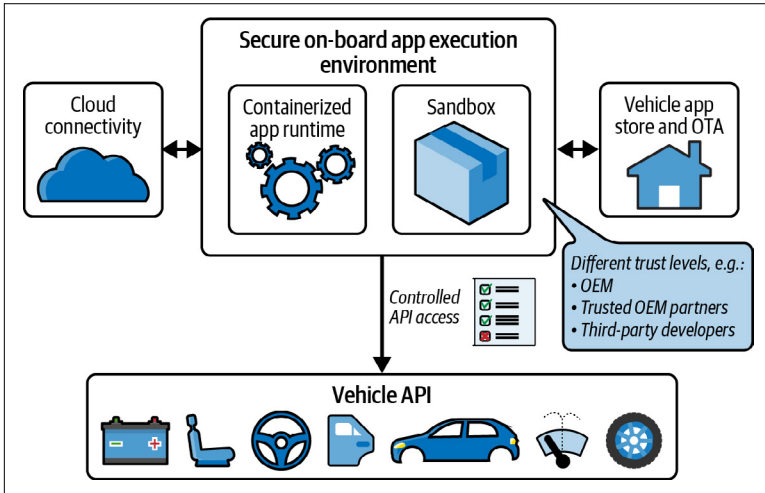 Secure on-board app execution
environment
Cloud
connectivity
Containerized
app runtime
Sandbox
Vehicle app
store and OTA
Different trust levels, e.g.:
• OEM
• Trusted OEM partners
• Third-party developers
Controlled
API access
Vehicle API